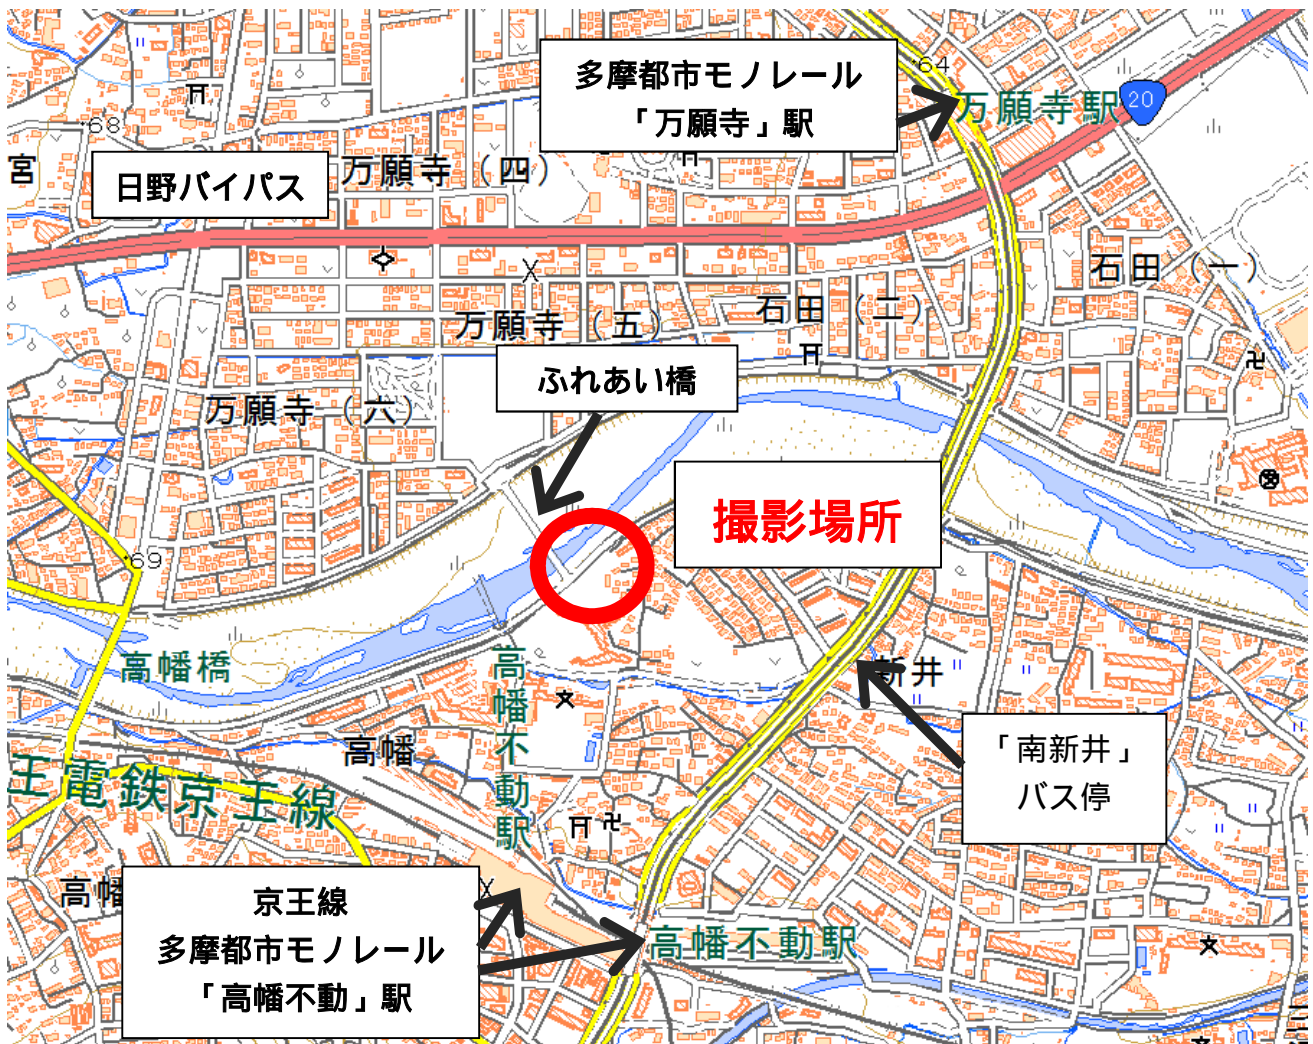 多摩都市モノレール
「万願寺」駅
64
万願寺駅
20
68
宮
日野バイパス
万願寺（四）
石田（一）
万願寺（五）
石田（二）
ふれあい橋
万願寺（六）
撮影場所
69
高幡橋
高幡不動駅
新井
「南新井」
バス停
高幡
王電鉄京王線
高幡
京王線
多摩都市モノレール
「高幡不動」駅
高幡不動駅